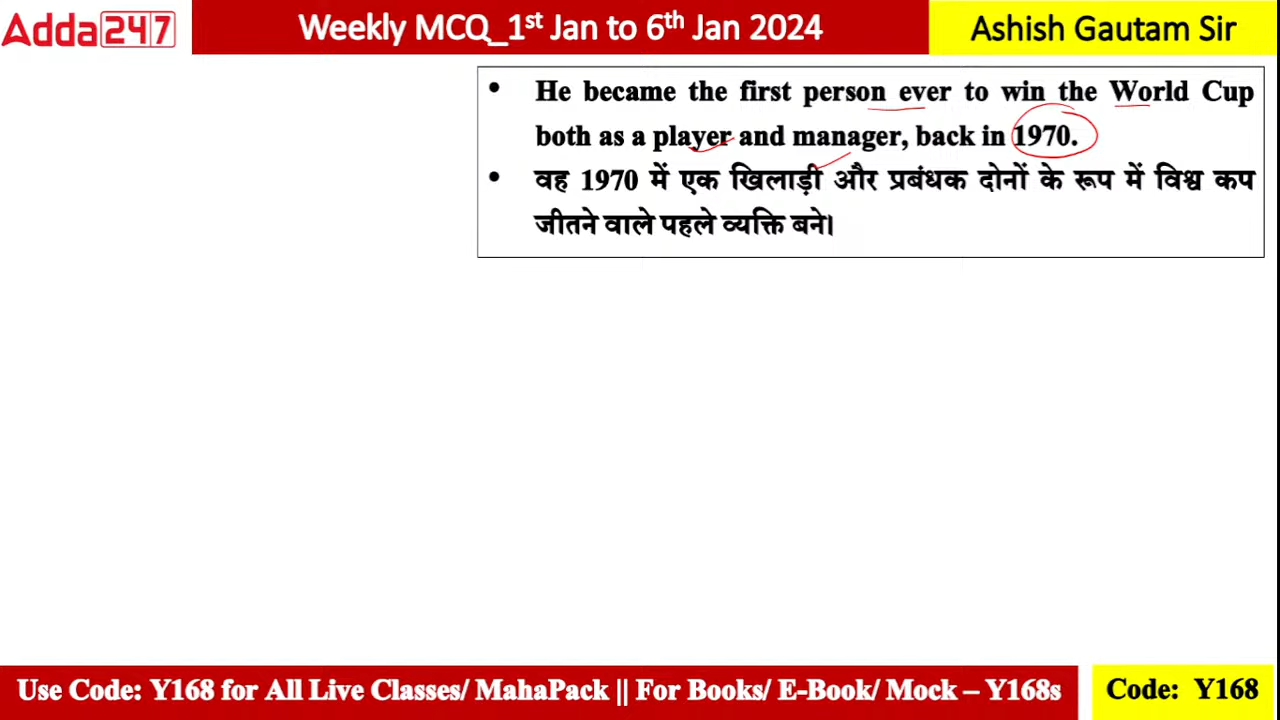 Adda247
Weekly MCQ_1st Jan to 6th Jan 2024
Ashish Gautam Sir
• He became the first person ever to win the World Cup
both as a player and manager, back in 1970.
• वह 1970 में एक खिलाड़ी और प्रबंधक दोनों के रूप में विश्व कप
जीतने वाले पहले व्यक्ति बने।
Use Code: Y168 for All Live Classes/ MahaPack || For Books/ E-Book/ Mock – Y168s
Code: Y168